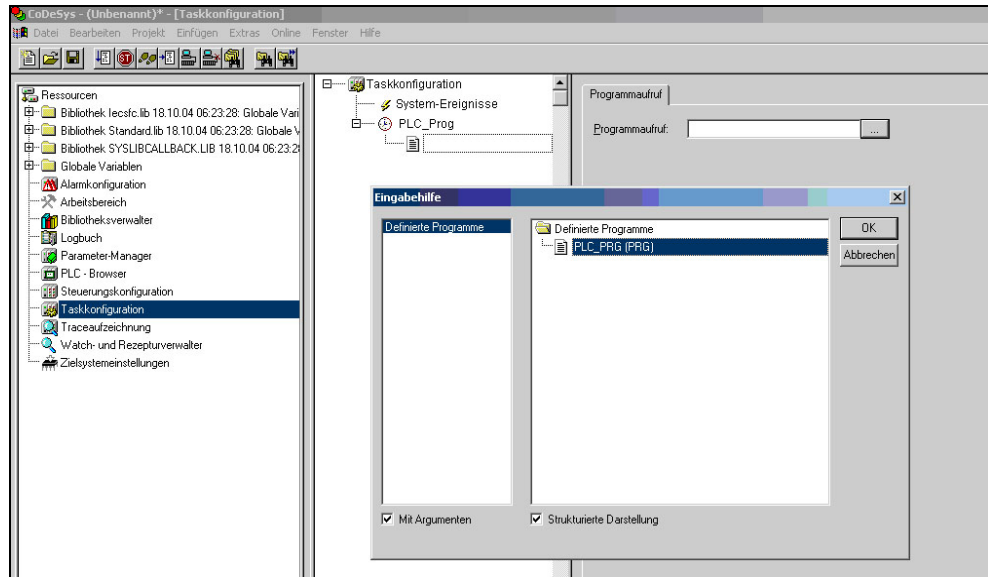 CoDeSys - (Unbenannt)* - [Taskkonfiguration]
Datei Bearbeiten Projekt Einfügen Extras Online Fenster Hilfe
Ressourcen
Bibliothek Iecsfc.lib 18.10.04 06:23:28: Globale Vari
Bibliothek Standard.lib 18.10.04 06:23:28: Globale V
Bibliothek SYSLIBCALLBACK.LIB 18.10.04 06:23:2
Globale Variablen
Alarmkonfiguration
Arbeitsbereich
Bibliotheksverwalter
Logbuch
Parameter-Manager
PLC - Browser
Steuerungskonfiguration
Taskkonfiguration
Traceaufzeichnung
Watch- und Rezepturverwalter
Zielsystemeinstellungen
Taskkonfiguration
System-Ereignisse
PLC_Prog
Programmaufruf
Programmaufruf:
...
Eingabehilfe
Definierte Programme
Definierte Programme
PLC_PRG (PRG)
OK
Abbrechen
Mit Argumenten
Strukturierte Darstellung